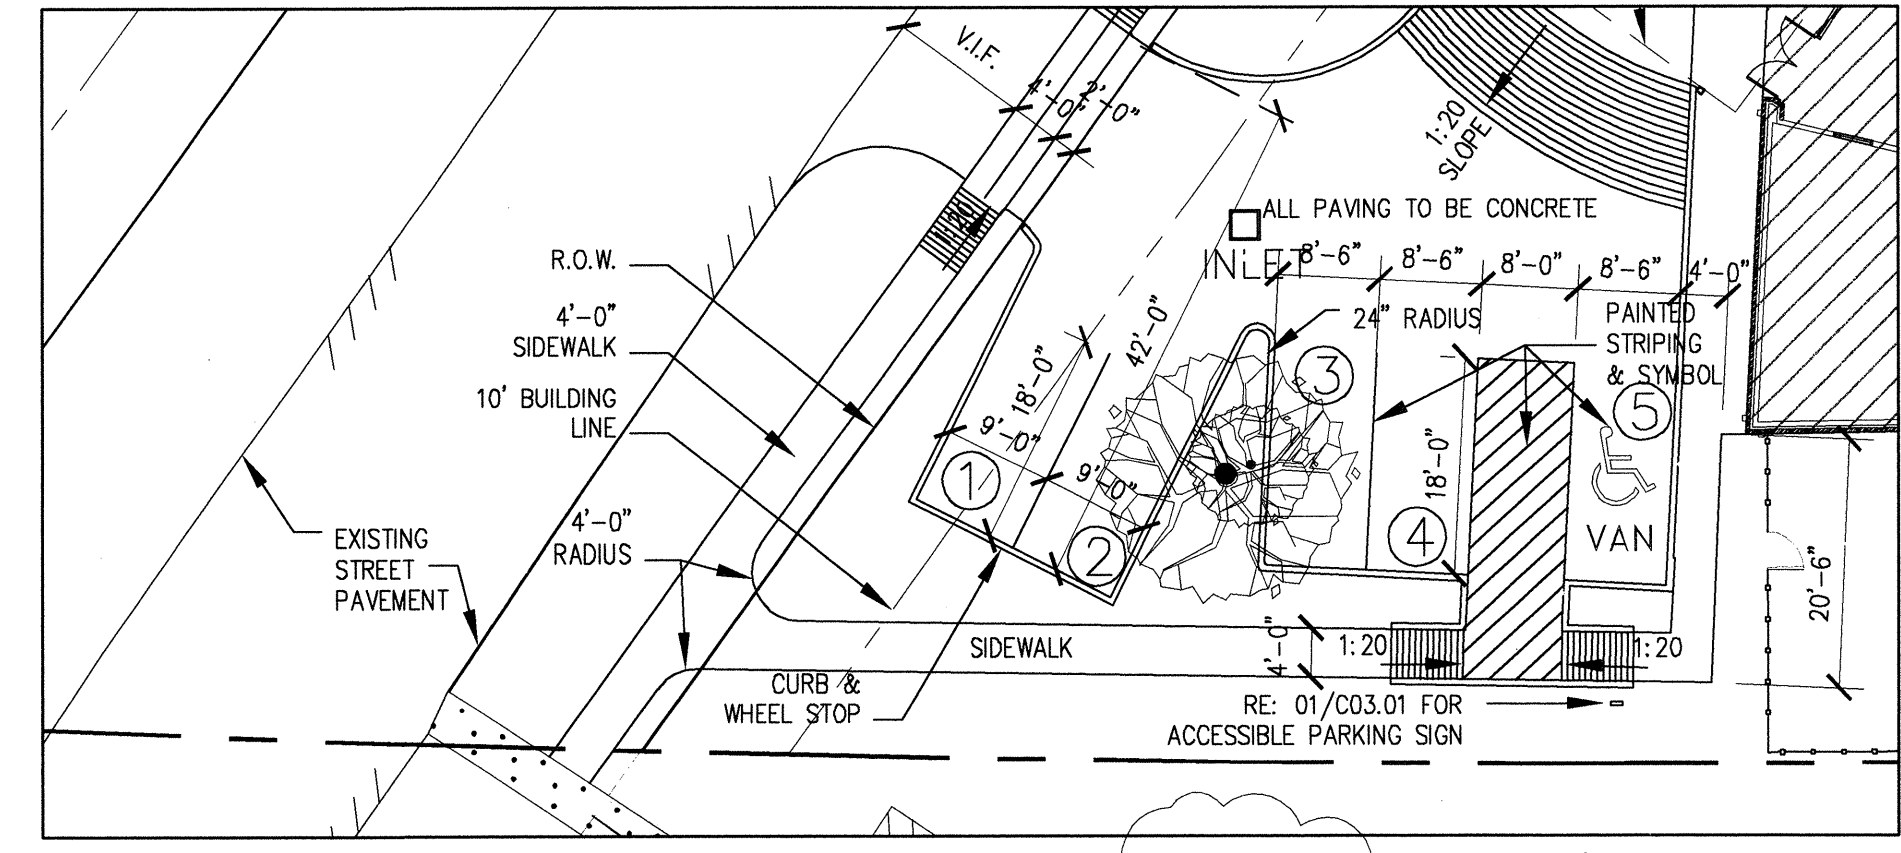 V.I.F.
4'-0"
2'-0"
1:20
SLOPE
1:20
ALL PAVING TO BE CONCRETE
INLET
8'-6"
8'-6"
8'-0"
8'-6"
4'-0"
R.O.W.
4'-0"
SIDEWALK
10' BUILDING
LINE
24" RADIUS
PAINTED
STRIPING
& SYMBOL
42'-0"
18'-0"
9'-0"
9'-0"
18'-0"
1
2
3
4
5
VAN
EXISTING
STREET
PAVEMENT
4'-0"
RADIUS
20'-6"
SIDEWALK
4'-0"
1:20
1:20
CURB &
WHEEL STOP
RE: 01/C03.01 FOR
ACCESSIBLE PARKING SIGN